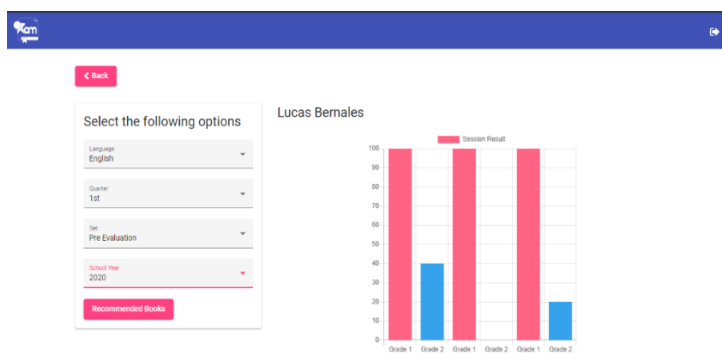 Back
Select the following options
Language
English
Quarter
1st
Set
Pre Evaluation
School Year
2020
Recommended Books
Lucas Bernales
Session Result
100
90
80
70
60
50
40
30
20
10
0
Grade 1 Grade 2 Grade 1 Grade 2 Grade 1 Grade 2